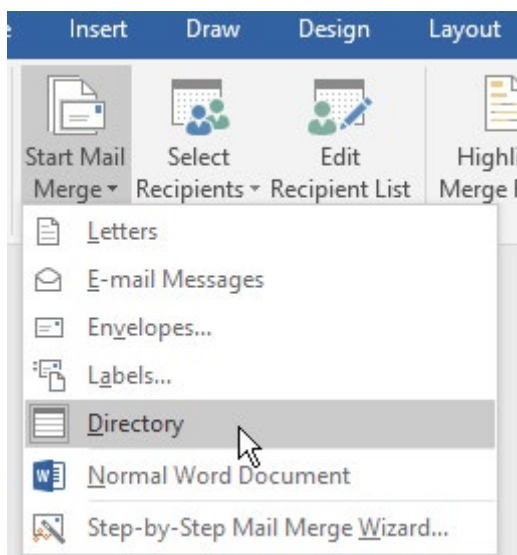 Insert Draw Design Layout
Start Mail Select Edit
Merge Recipients Recipient List Merge
Letters
E-mail Messages
Envelopes...
Labels...
Directory
Normal Word Document
Step-by-Step Mail Merge Wizard...